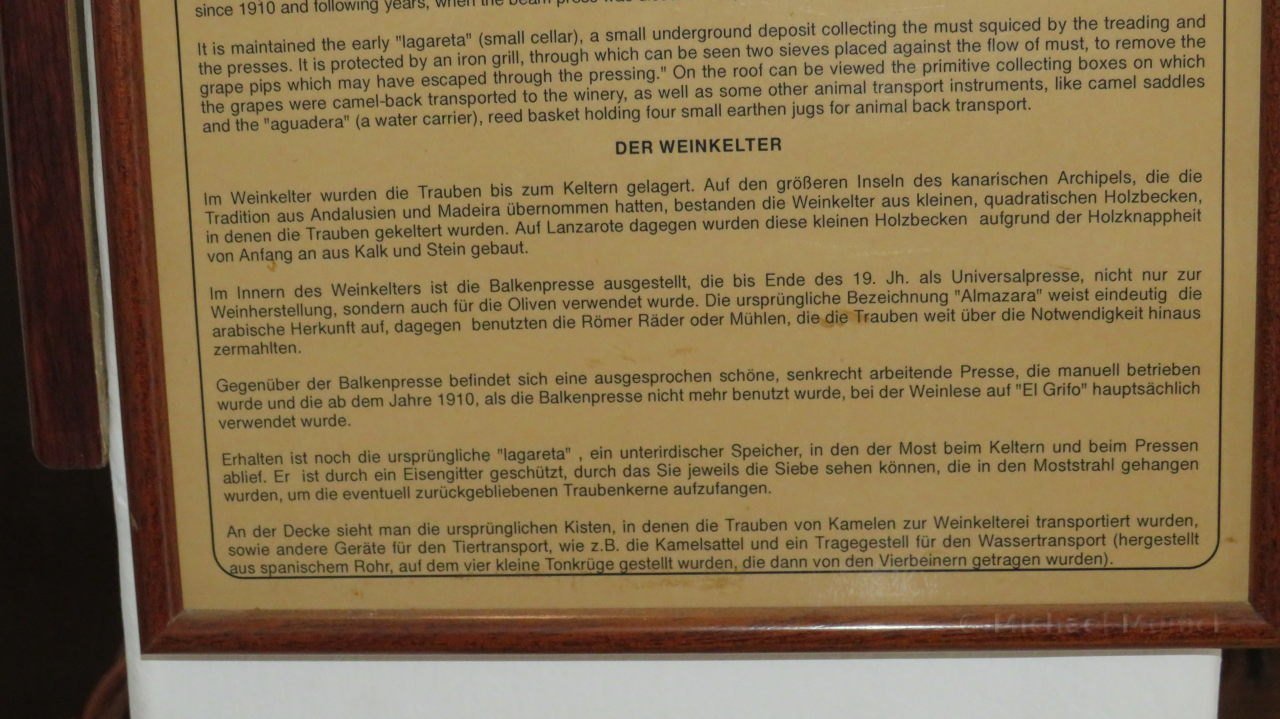 since 1910 and following years, when the beam press was
It is maintained the early "lagareta" (small cellar), a small underground deposit collecting the must squiced by the treading and
the presses. It is protected by an iron grill, through which can be seen two sieves placed against the flow of must, to remove the
grape pips which may have escaped through the pressing." On the roof can be viewed the primitive collecting boxes on which
the grapes were camel-back transported to the winery, as well as some other animal transport instruments, like camel saddles
and the "aguadera" (a water carrier), reed basket holding four small earthen jugs for animal back transport.
DER WEINKELTER
Im Weinkelter wurden die Trauben bis zum Keltern gelagert. Auf den größeren Inseln des kanarischen Archipels, die die
Tradition aus Andalusien und Madeira übernommen hatten, bestanden die Weinkelter aus kleinen, quadratischen Holzbecken,
in denen die Trauben gekeltert wurden. Auf Lanzarote dagegen wurden diese kleinen Holzbecken aufgrund der Holzknappheit
von Anfang an aus Kalk und Stein gebaut.
Im Innern des Weinkelters ist die Balkenpresse ausgestellt, die bis Ende des 19. Jh. als Universalpresse, nicht nur zur
Weinherstellung, sondern auch für die Oliven verwendet wurde. Die ursprüngliche Bezeichnung "Almazara" weist eindeutig die
arabische Herkunft auf, dagegen benutzten die Römer Räder oder Mühlen, die die Trauben weit über die Notwendigkeit hinaus
zermahlten.
Gegenüber der Balkenpresse befindet sich eine ausgesprochen schöne, senkrecht arbeitende Presse, die manuell betrieben
wurde und die ab dem Jahre 1910, als die Balkenpresse nicht mehr benutzt wurde, bei der Weinlese auf "El Grifo" hauptsächlich
verwendet wurde.
Erhalten ist noch die ursprüngliche "lagareta" , ein unterirdischer Speicher, in den der Most beim Keltern und beim Pressen
ablief. Er ist durch ein Eisengitter geschützt, durch das Sie jeweils die Siebe sehen können, die in den Moststrahl gehangen
wurden, um die eventuell zurückgebliebenen Traubenkerne aufzufangen.
An der Decke sieht man die ursprünglichen Kisten, in denen die Trauben von Kamelen zur Weinkelterei transportiert wurden,
sowie andere Geräte für den Tiertransport, wie z.B. die Kamelsattel und ein Tragegestell für den Wassertransport (hergestellt
aus spanischem Rohr, auf dem vier kleine Tonkrüge gestellt wurden, die dann von den Vierbeinern getragen wurden).
© Michael